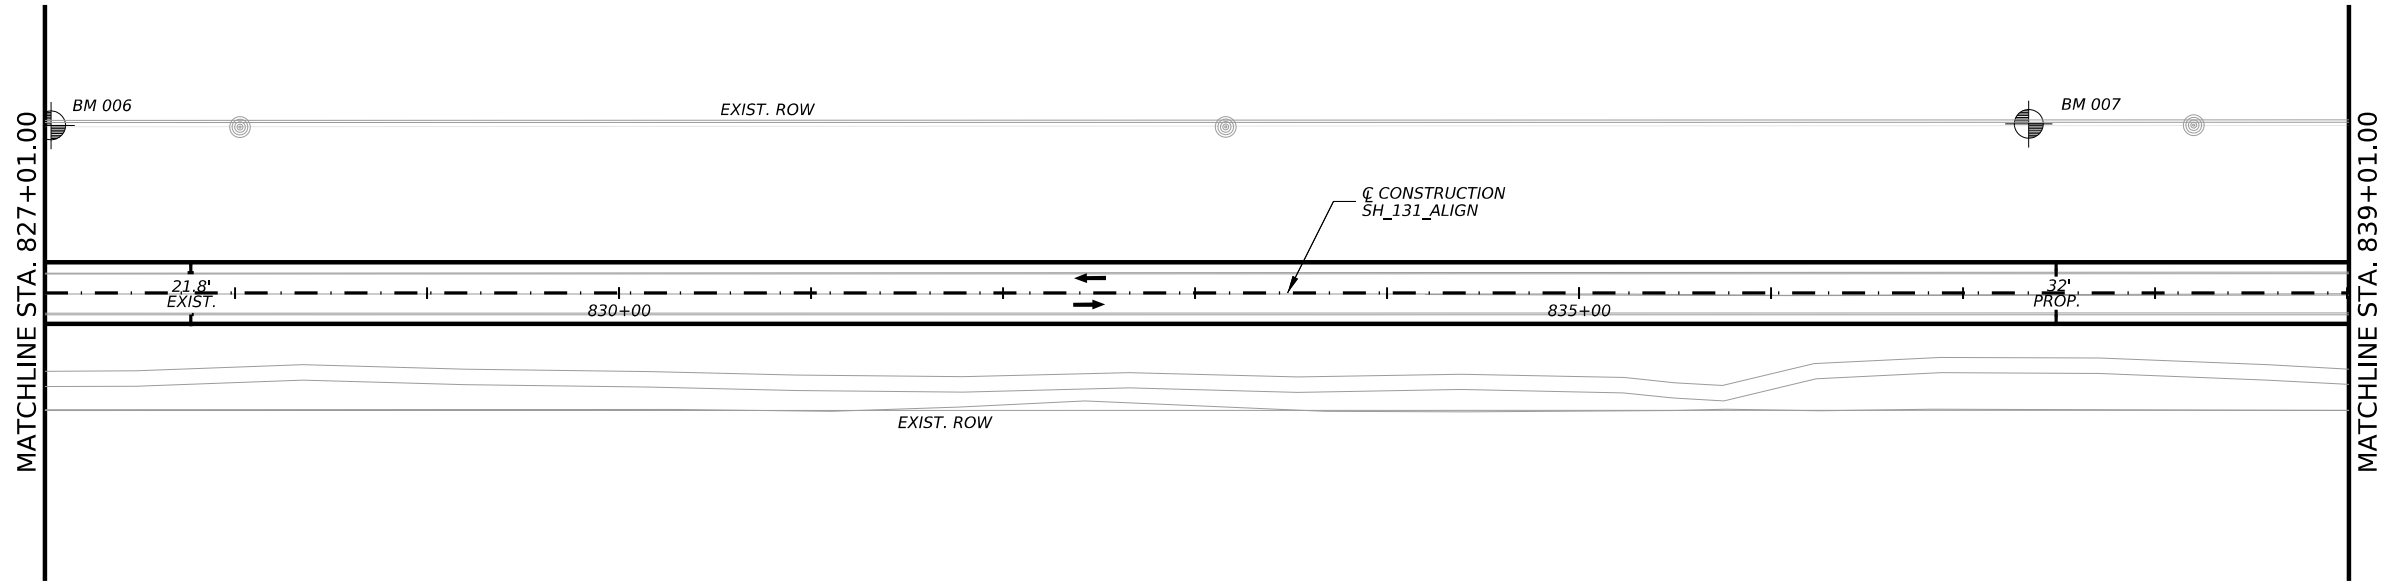 MATCHLINE STA. 827+01.00
BM 006
EXIST. ROW
BM 007
℄ CONSTRUCTION
SH_131_ALIGN
21.8'
EXIST.
32'
PROP.
830+00
835+00
EXIST. ROW
MATCHLINE STA. 839+01.00